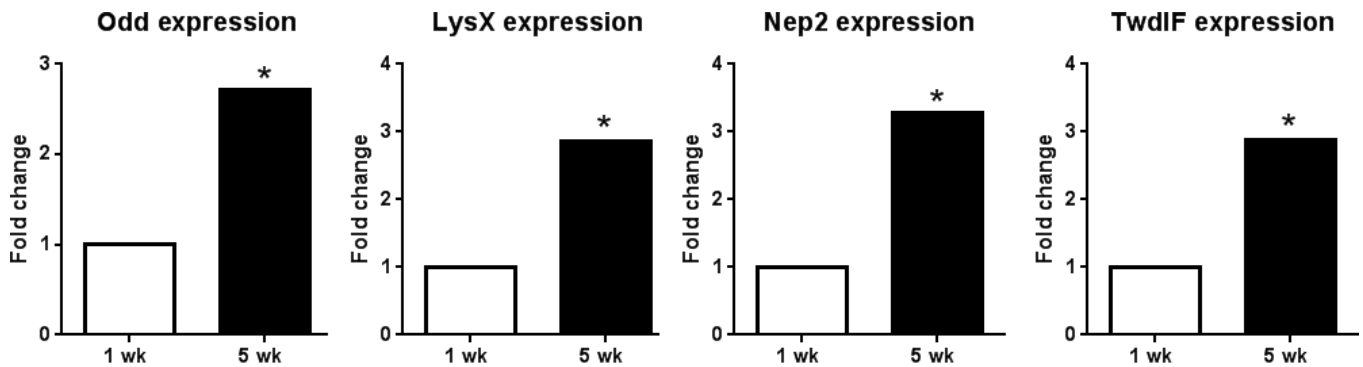 Odd expression
Fold change
3
2
1
0
*
1 wk
5 wk
LysX expression
Fold change
4
3
2
1
0
*
1 wk
5 wk
Nep2 expression
Fold change
4
3
2
1
0
*
1 wk
5 wk
TwdlF expression
Fold change
4
3
2
1
0
*
1 wk
5 wk